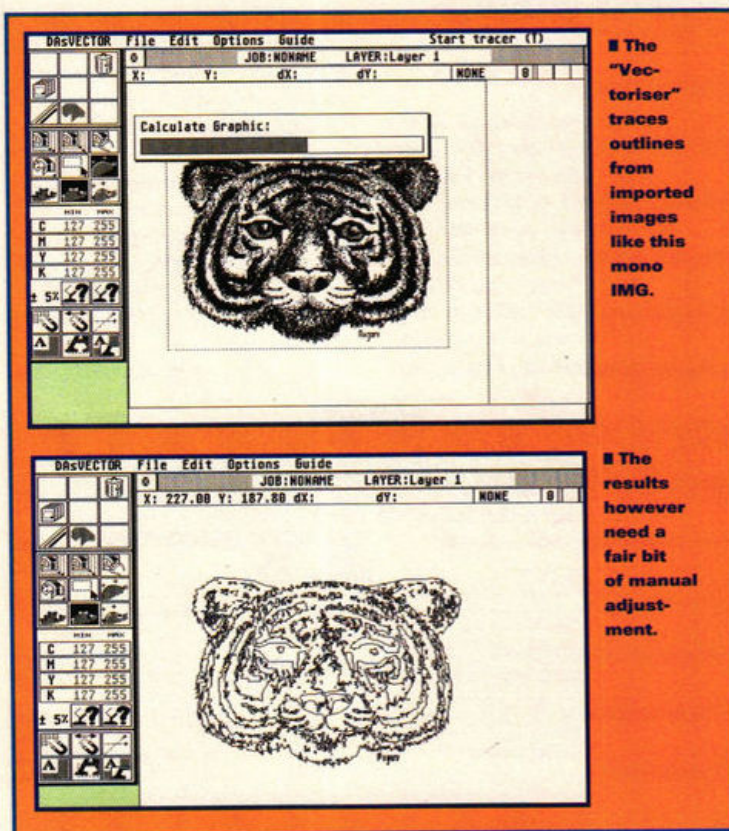 DAsVECTOR File Edit Options Guide Start tracer (T)
JOB:NONAME LAYER:Layer 1
X: Y: dX: dY: NONE 0
Calculate Graphic:
MIN MAX
C 127 255
M 127 255
Y 127 255
K 127 255
± 5% ? ?
A A
The
"Vec-
toriser"
traces
outlines
from
imported
images
like this
mono
IMG.
DAsVECTOR File Edit Options Guide
JOB:NONAME LAYER:Layer 1
X: 227.00 Y: 187.80 dX: dY: NONE 0
MIN MAX
C 127 255
M 127 255
Y 127 255
K 127 255
± 5% ? ?
A A
The
results
however
need a
fair bit
of manual
adjust-
ment.